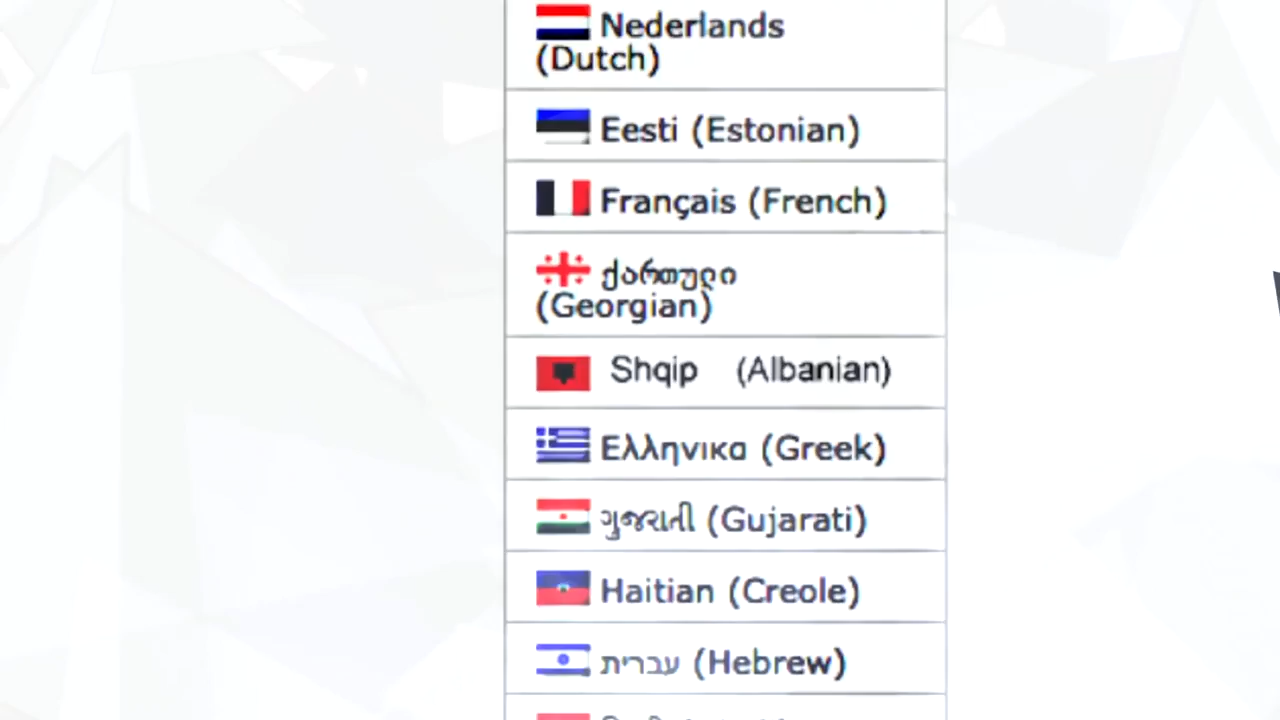 Nederlands
(Dutch)
Eesti (Estonian)
Français (French)
ქართული
(Georgian)
Shqip (Albanian)
Ελληνικα (Greek)
ગુજરાતી (Gujarati)
Haitian (Creole)
עברית (Hebrew)